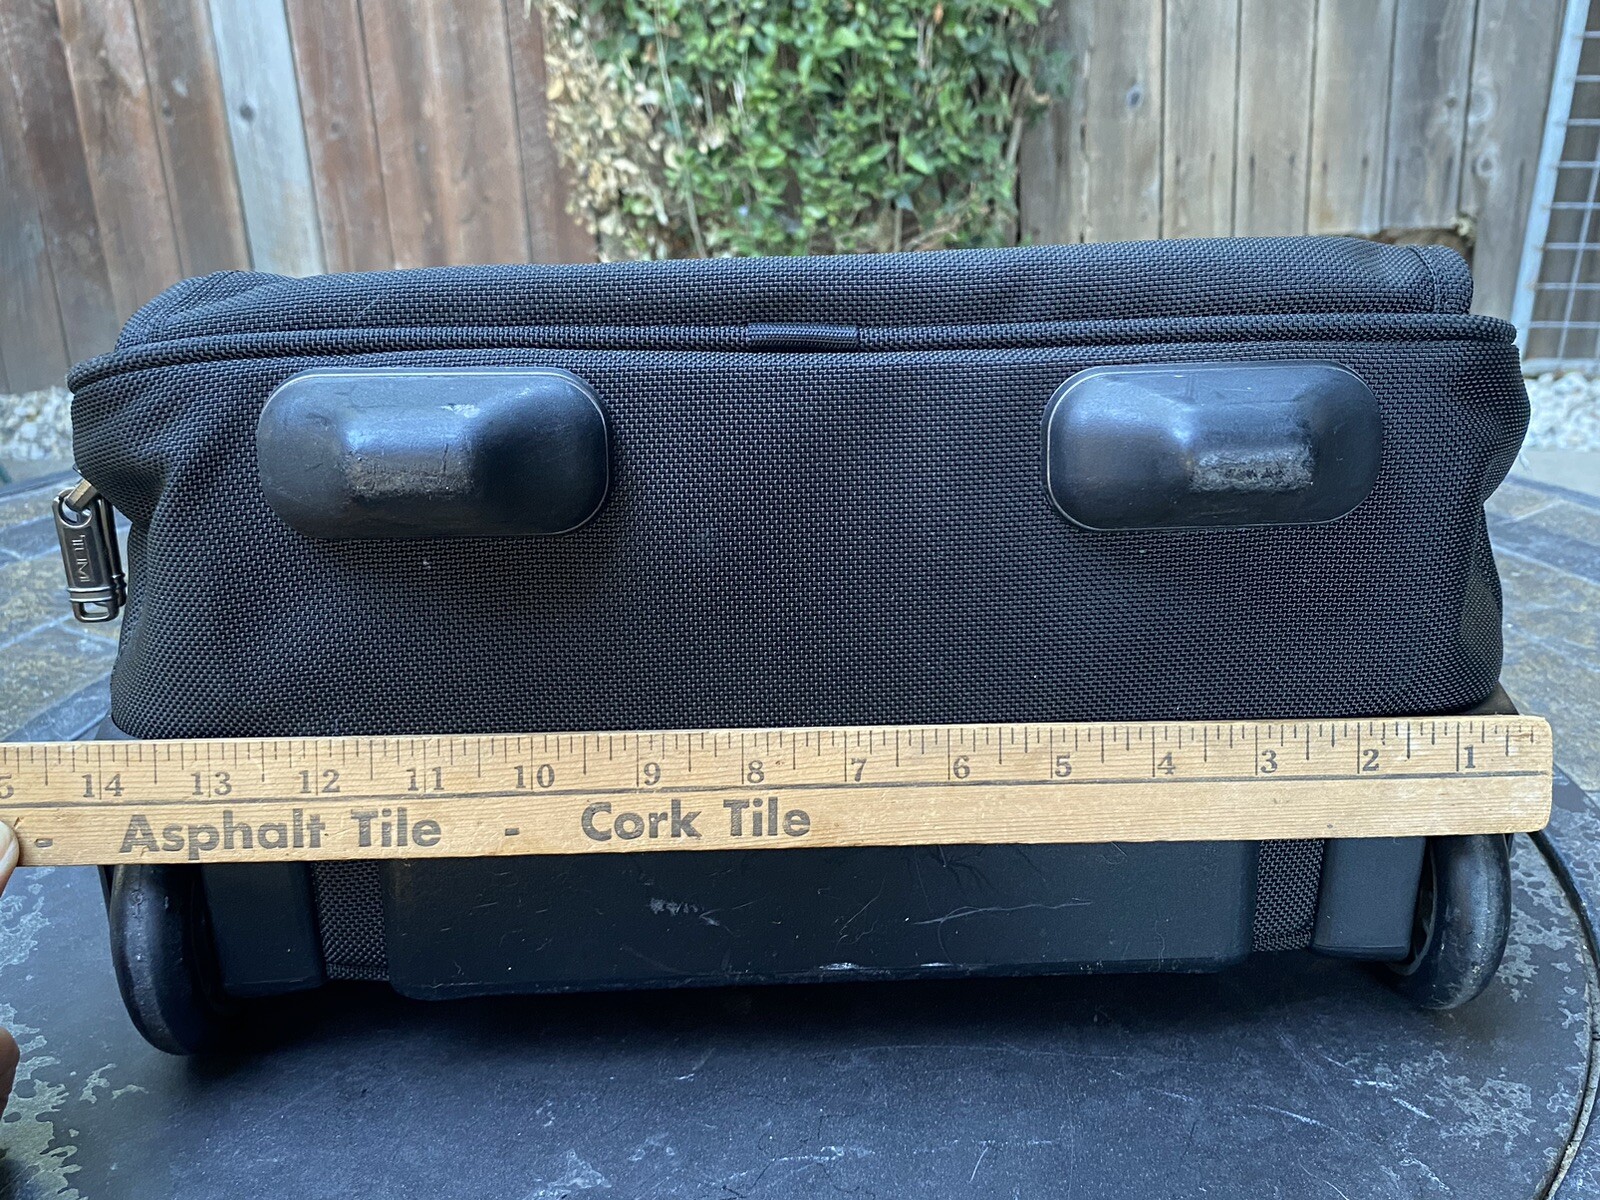 TUMI
5 14 13 12 11 10 9 8 7 6 5 4 3 2 1
- Asphalt Tile - Cork Tile